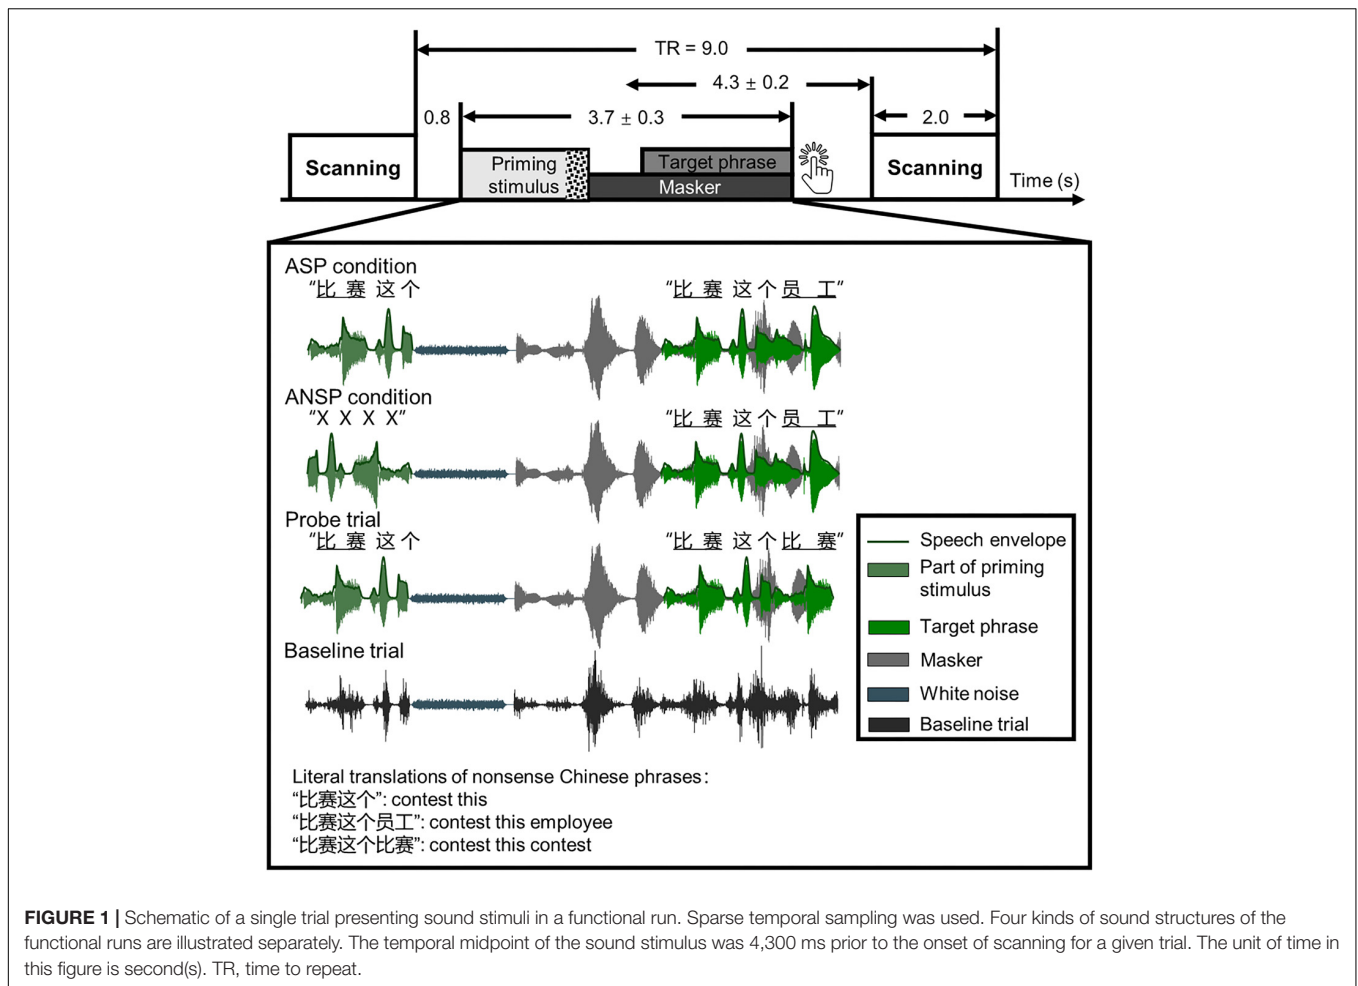 TR = 9.0
4.3 ± 0.2
0.8
3.7 ± 0.3
2.0
Scanning
Priming
stimulus
Target phrase
Masker
Scanning
Time (s)
ASP condition
“比 赛 这 个
“比 赛 这 个 员 工”
ANSP condition
“X X X X”
“比 赛 这 个 员 工”
Probe trial
“比 赛 这 个
“比 赛 这 个 比 赛”
Baseline trial
Speech envelope
Part of priming
stimulus
Target phrase
Masker
White noise
Baseline trial
Literal translations of nonsense Chinese phrases:
“比赛这个”: contest this
“比赛这个员工”: contest this employee
“比赛这个比赛”: contest this contest
FIGURE 1 | Schematic of a single trial presenting sound stimuli in a functional run. Sparse temporal sampling was used. Four kinds of sound structures of the
functional runs are illustrated separately. The temporal midpoint of the sound stimulus was 4,300 ms prior to the onset of scanning for a given trial. The unit of time in
this figure is second(s). TR, time to repeat.